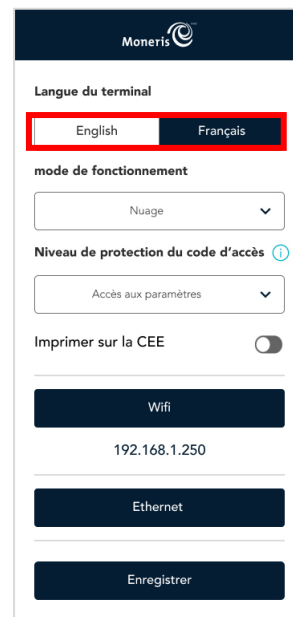 Moneris
Langue du terminal
English Français
mode de fonctionnement
Nuage
Niveau de protection du code d’accès
Accès aux paramètres
Imprimer sur la CEE
Wifi
192.168.1.250
Ethernet
Enregistrer